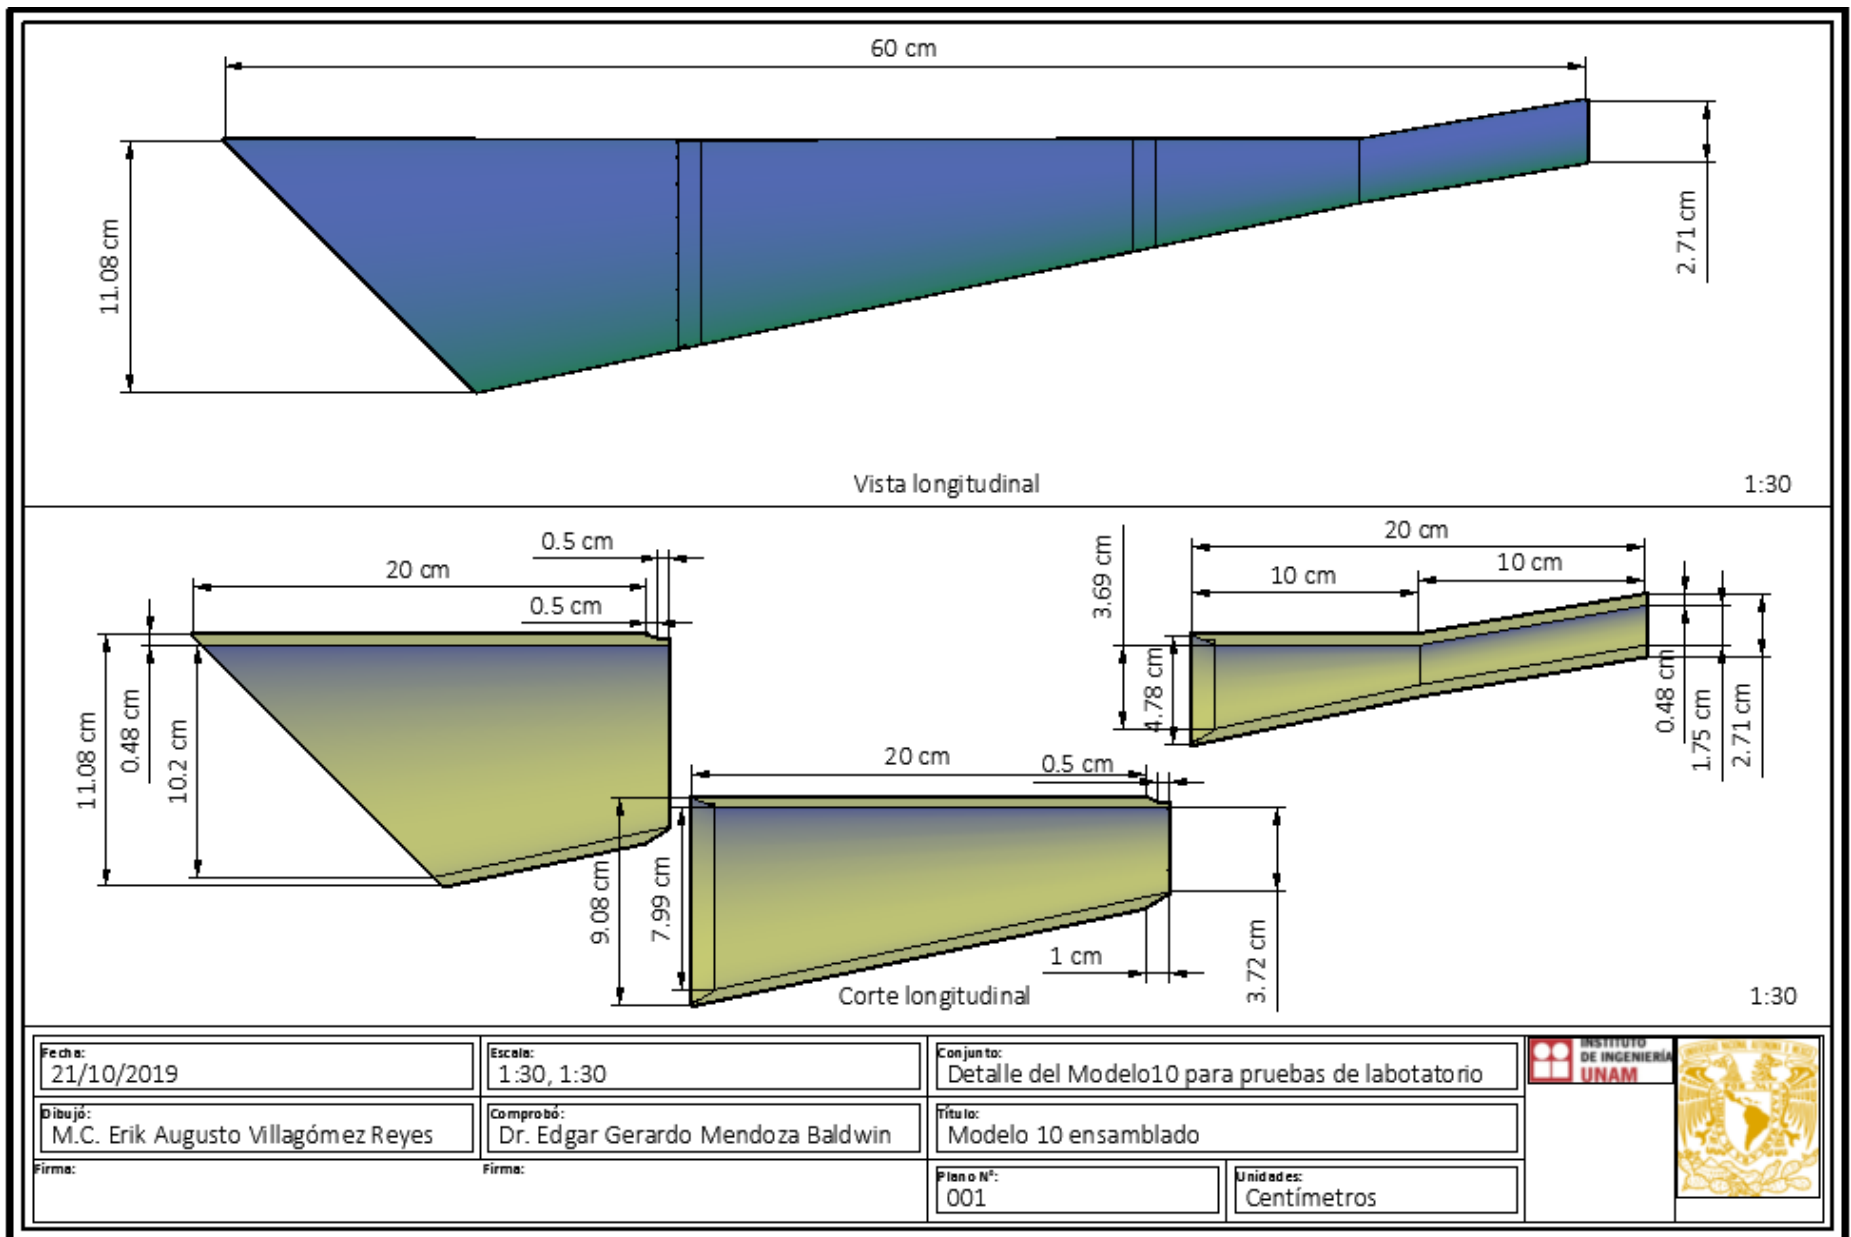 60 cm
11.08 cm
2.71 cm
Vista longitudinal
1:30
0.5 cm
20 cm
0.5 cm
11.08 cm
0.48 cm
10.2 cm
20 cm
0.5 cm
9.08 cm
7.99 cm
1 cm
3.72 cm
20 cm
10 cm
10 cm
3.69 cm
4.78 cm
0.48 cm
1.75 cm
2.71 cm
Corte longitudinal
1:30
Fecha:
21/10/2019
Escala:
1:30, 1:30
Conjunto:
Detalle del Modelo10 para pruebas de labotatorio
Dibujó:
M.C. Erik Augusto Villagómez Reyes
Comprobó:
Dr. Edgar Gerardo Mendoza Baldwin
Título:
Modelo 10 ensamblado
Firma:
Firma:
Plano N°:
001
Unidades:
Centímetros
INSTITUTO
DE INGENIERÍA
UNAM